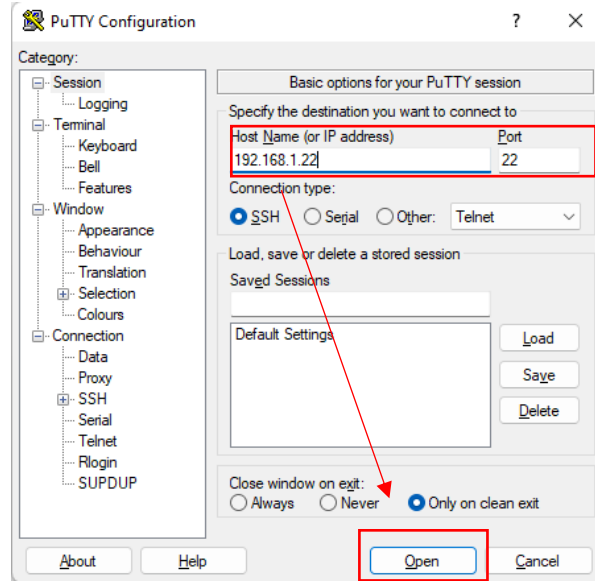 PuTTY Configuration ? ×
Category:
Session
Logging
Terminal
Keyboard
Bell
Features
Window
Appearance
Behaviour
Translation
Selection
Colours
Connection
Data
Proxy
SSH
Serial
Telnet
Rlogin
SUPDUP
Basic options for your PuTTY session
Specify the destination you want to connect to
Host Name (or IP address) Port
192.168.1.22 22
Connection type:
SSH Serial Other: Telnet
Load, save or delete a stored session
Saved Sessions
Default Settings
Load
Save
Delete
Close window on exit:
Always Never Only on clean exit
About Help Open Cancel